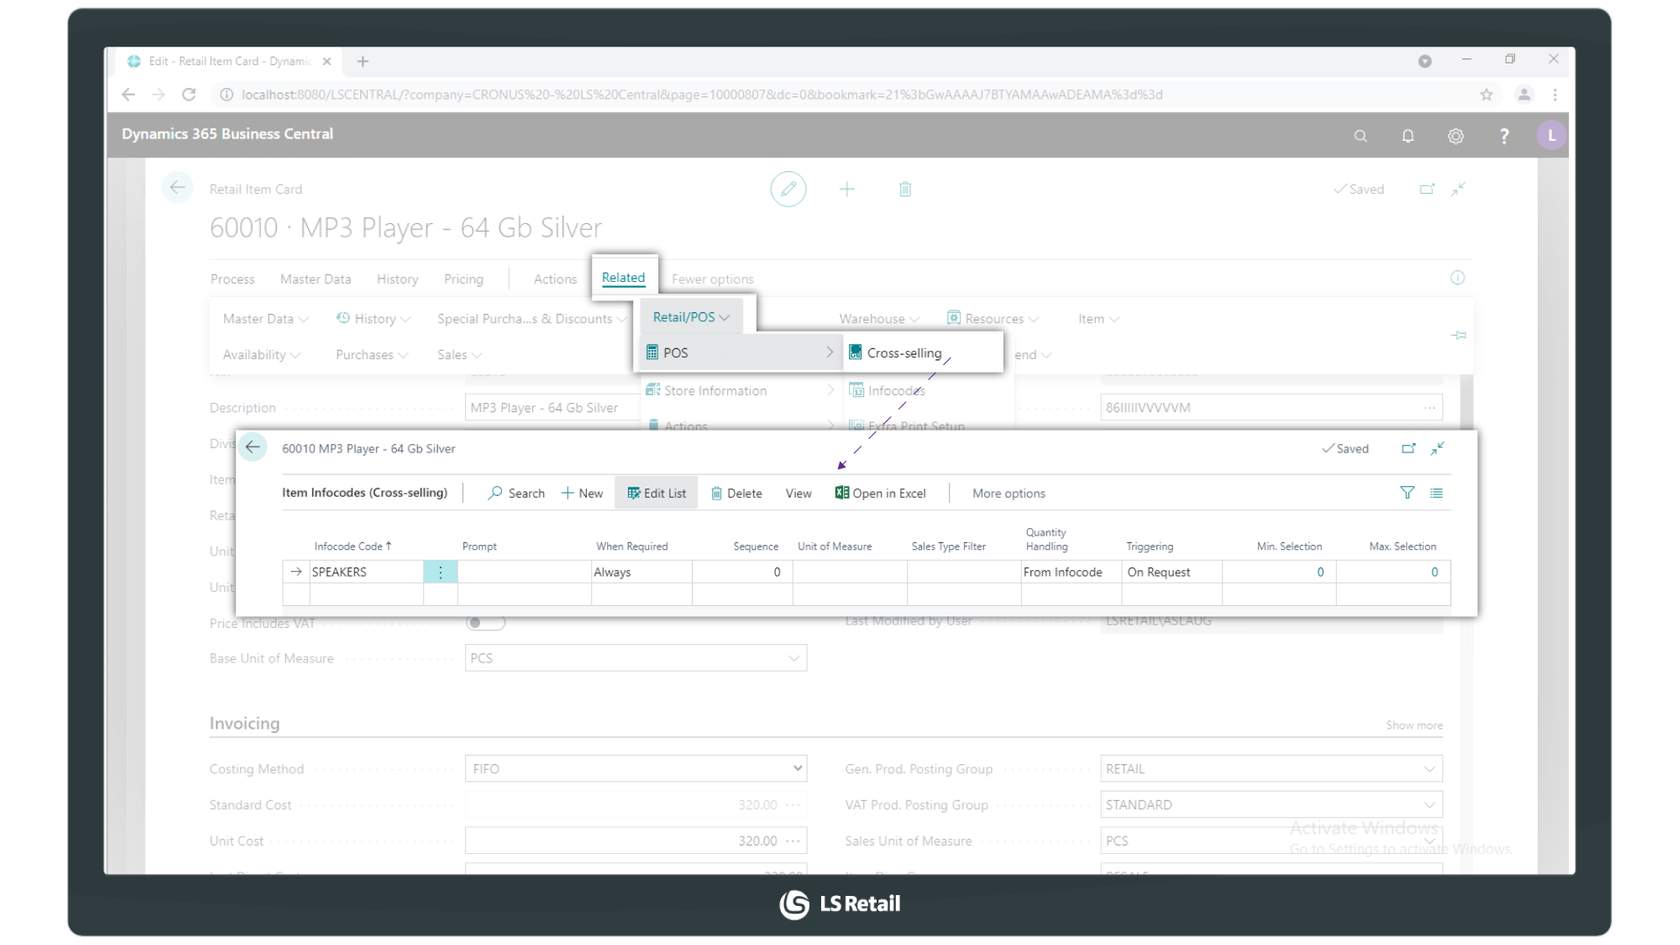 Edit - Retail Item Card - Dynamic
localhost:8080/LSCENTRAL/?company=CRONUS%20-%20LS%20Central&page=10000807&dc=0&bookmark=21%3bGwAAAAJ7BTYAMAAwADEAMA%3d%3d
Dynamics 365 Business Central
L
Retail Item Card
Saved
60010 · MP3 Player - 64 Gb Silver
Process Master Data History Pricing Actions Related Fewer options
Master Data History Special Purcha...s & Discounts Retail/POS Warehouse Resources Item
Availability Purchases Sales POS Cross-selling end
Store Information Infocodes
Description MP3 Player - 64 Gb Silver 86IIIIIVVVVVM ...
Actions Extra Print Setup
Divis
60010 MP3 Player - 64 Gb Silver Saved
Item
Item Infocodes (Cross-selling) Search New Edit List Delete View Open in Excel More options
Reta
Infocode Code ↑ Prompt When Required Sequence Unit of Measure Sales Type Filter Quantity Handling Triggering Min. Selection Max. Selection
Unit
SPEAKERS Always 0 From Infocode On Request 0 0
Unit
Price Includes VAT Last Modified by User LSRETAIL\ASLAUG
Base Unit of Measure PCS
Invoicing Show more
Costing Method FIFO Gen. Prod. Posting Group RETAIL
Standard Cost 320.00 ... VAT Prod. Posting Group STANDARD
Activate Windows
Unit Cost 320.00 ... Sales Unit of Measure PCS
Go to Settings to activate Windows.
LS Retail